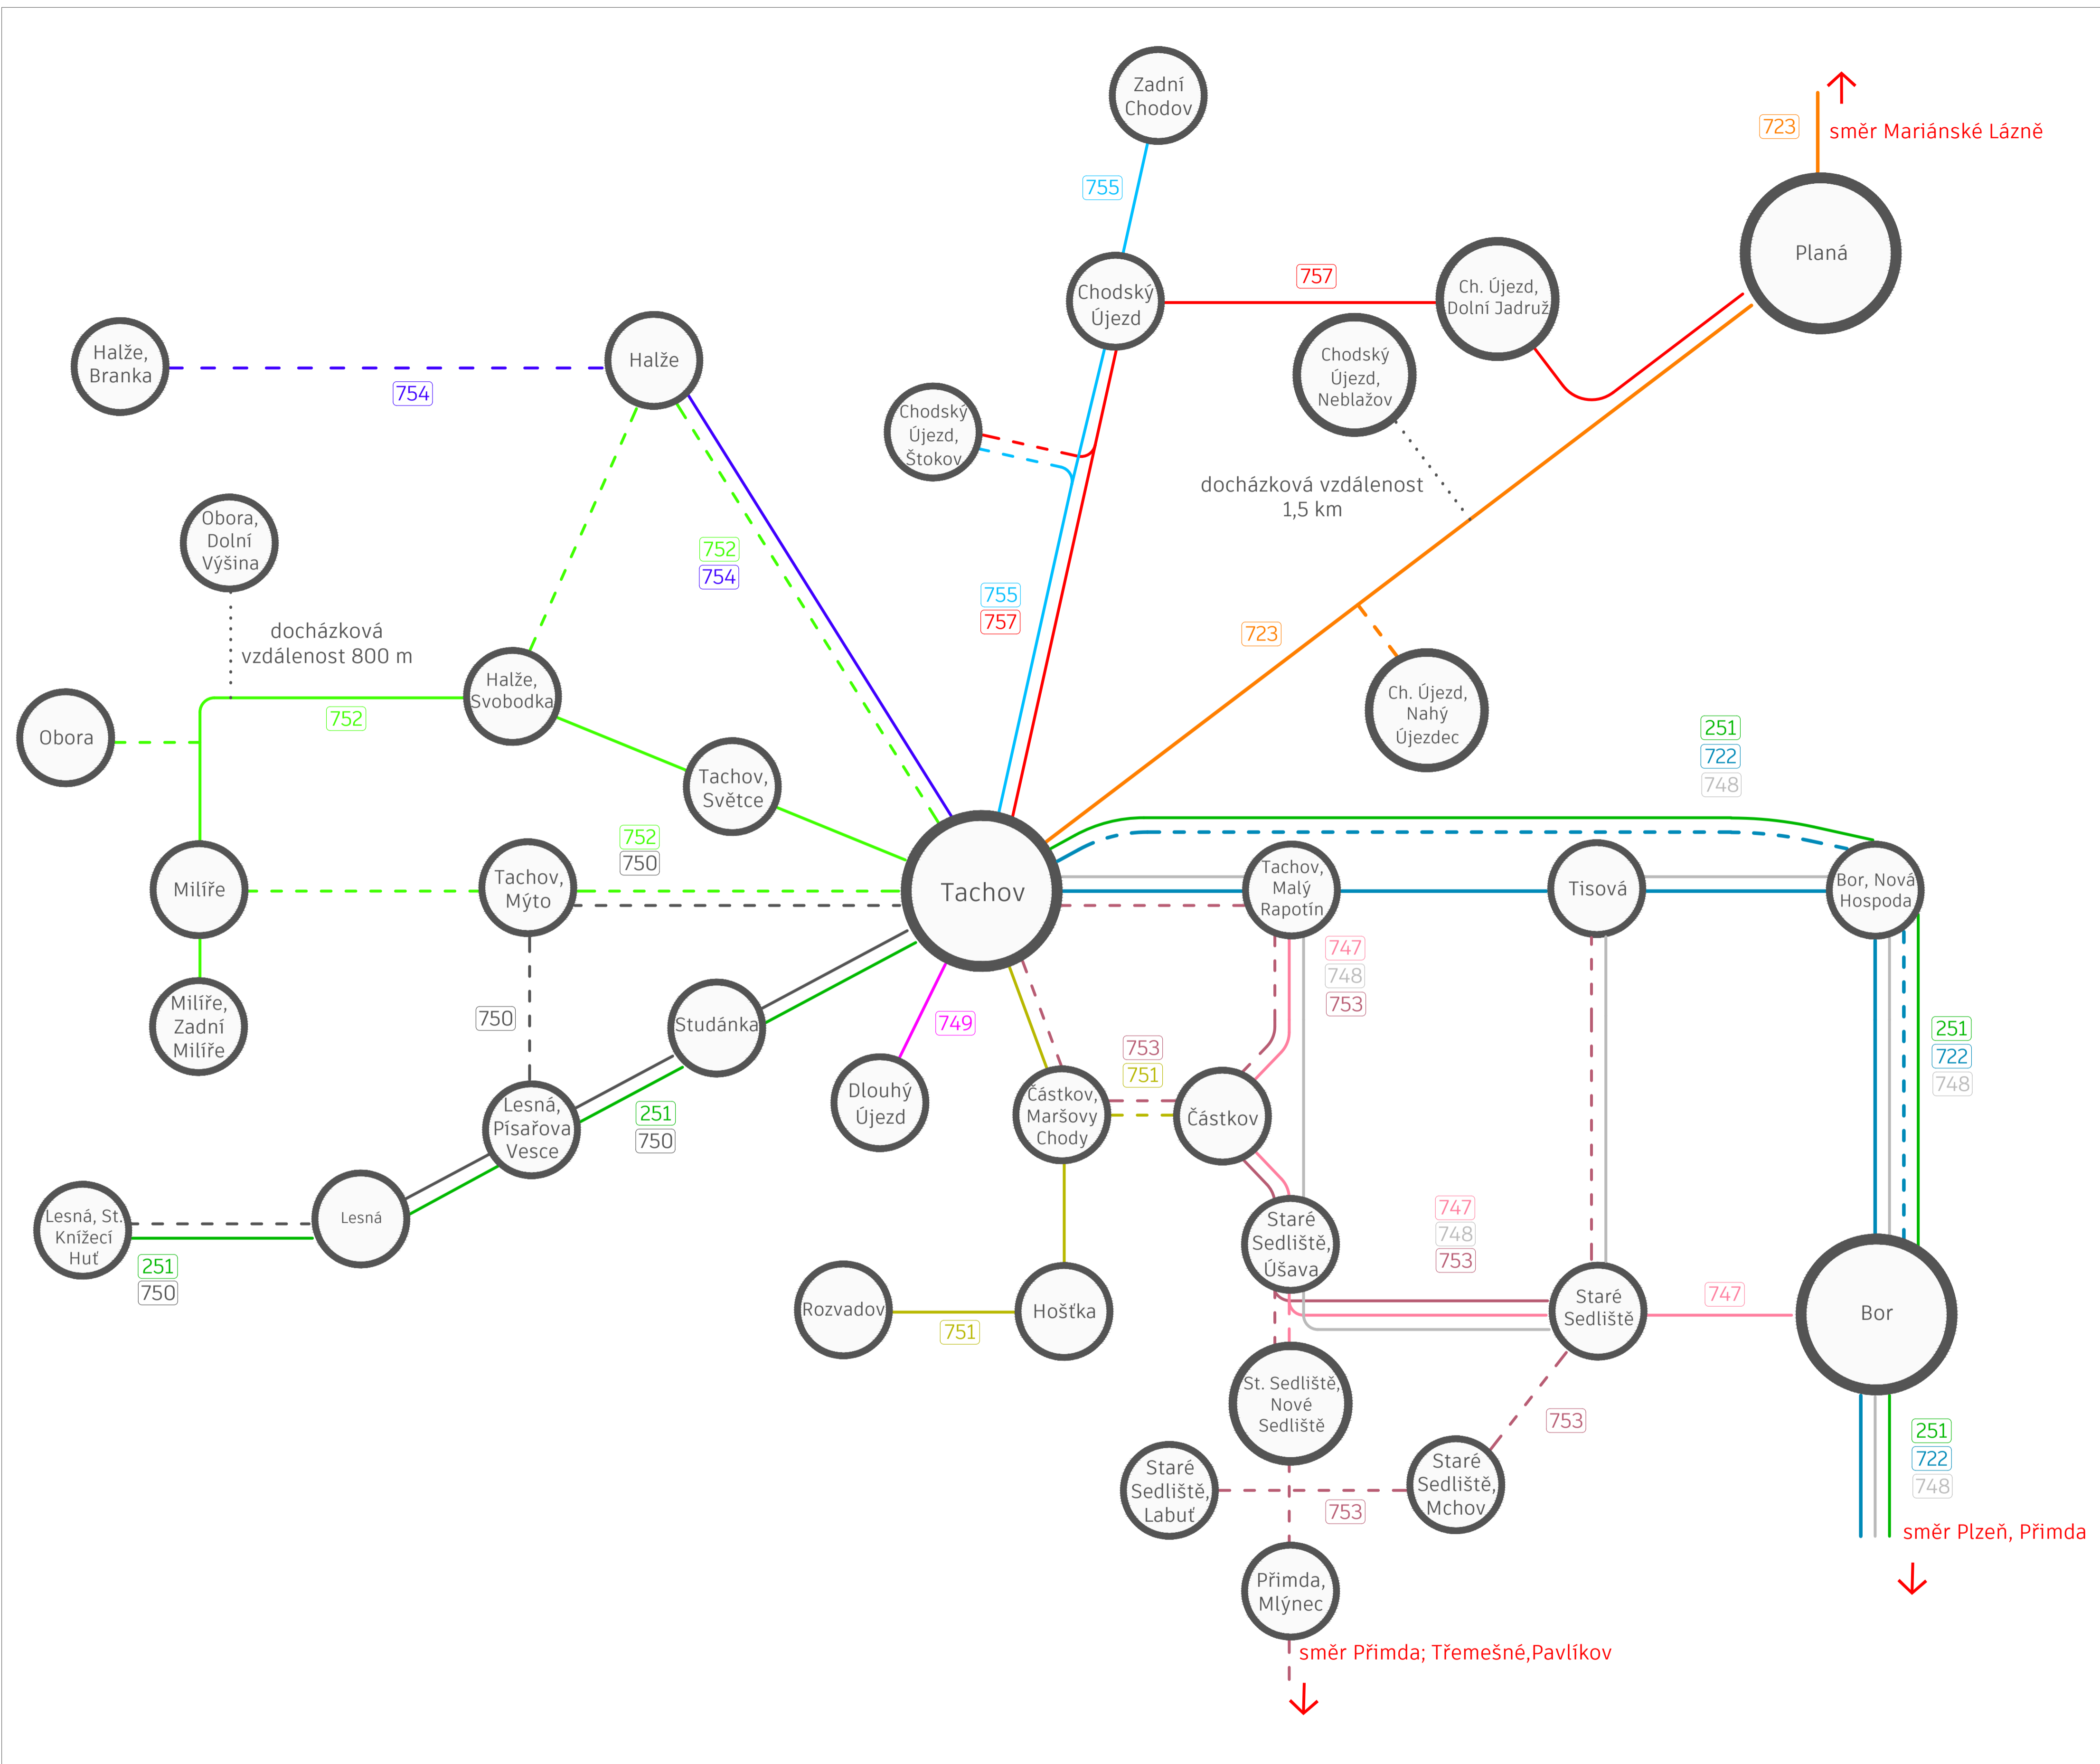 Zadní
Chodov
723
směr Mariánské Lázně
755
Planá
757
Chodský
Újezd
Ch. Újezd,
Dolní Jadruž
Halže,
Branka
Halže
754
Chodský
Újezd,
Neblažov
Chodský
Újezd,
Štokov
docházková vzdálenost
1,5 km
Obora,
Dolní
Výšina
752
754
755
757
723
docházková
vzdálenost 800 m
Halže,
Svobodka
752
Obora
Ch. Újezd,
Nahý
Újezdec
251
722
748
Tachov,
Světce
752
750
Milíře
Tachov,
Mýto
Tachov
Tachov,
Malý
Rapotín
Tisová
Bor, Nová
Hospoda
747
748
753
Milíře,
Zadní
Milíře
750
Studánka
749
753
751
251
722
748
Lesná,
Písařova
Vesce
251
750
Dlouhý
Újezd
Částkov,
Maršovy
Chody
Částkov
Lesná, St.
Knížecí
Huť
Lesná
251
750
Staré
Sedliště,
Úšava
747
748
753
Rozvadov
751
Hošťka
Staré
Sedliště
747
Bor
St. Sedliště,
Nové
Sedliště
753
251
722
748
Staré
Sedliště,
Labuť
753
Staré
Sedliště,
Mchov
směr Plzeň, Přimda
Přimda,
Mlýnec
směr Přimda; Třemešné,Pavlíkov